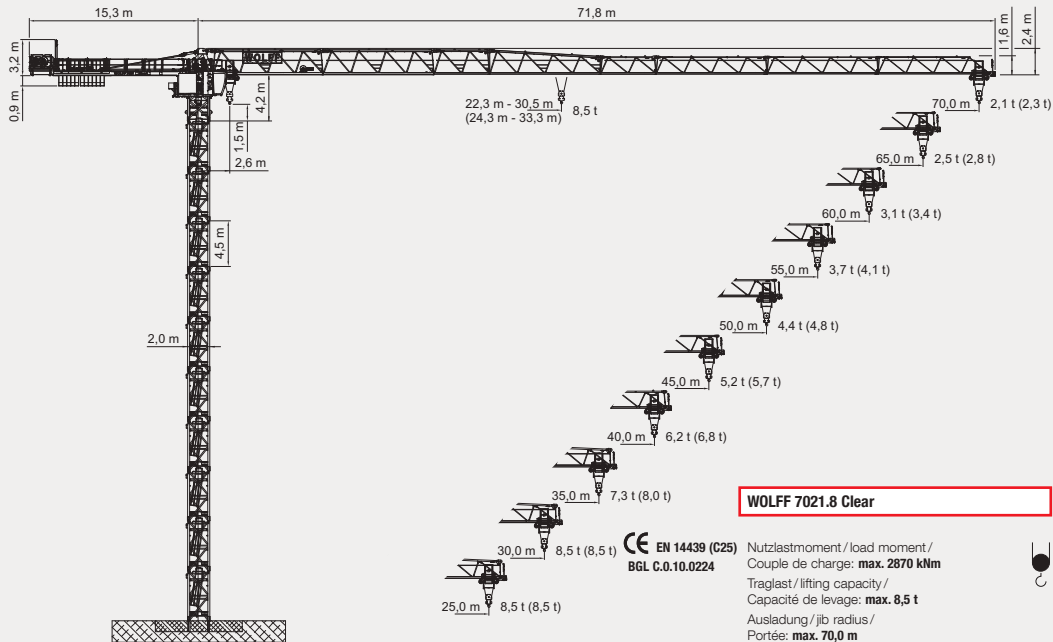 15,3 m
71,8 m
1,6 m
2,4 m
3,2 m
0,9 m
WOLFF
4,2 m
1,5 m
2,6 m
22,3 m - 30,5 m
(24,3 m - 33,3 m)
8,5 t
70,0 m
2,1 t (2,3 t)
65,0 m
2,5 t (2,8 t)
60,0 m
3,1 t (3,4 t)
4,5 m
55,0 m
3,7 t (4,1 t)
50,0 m
4,4 t (4,8 t)
2,0 m
45,0 m
5,2 t (5,7 t)
40,0 m
6,2 t (6,8 t)
35,0 m
7,3 t (8,0 t)
30,0 m
8,5 t (8,5 t)
25,0 m
8,5 t (8,5 t)
CE EN 14439 (C25)
BGL C.0.10.0224
WOLFF 7021.8 Clear
Nutzlastmoment / load moment /
Couple de charge: max. 2870 kNm
Traglast / lifting capacity /
Capacité de levage: max. 8,5 t
Ausladung / jib radius /
Portée: max. 70,0 m